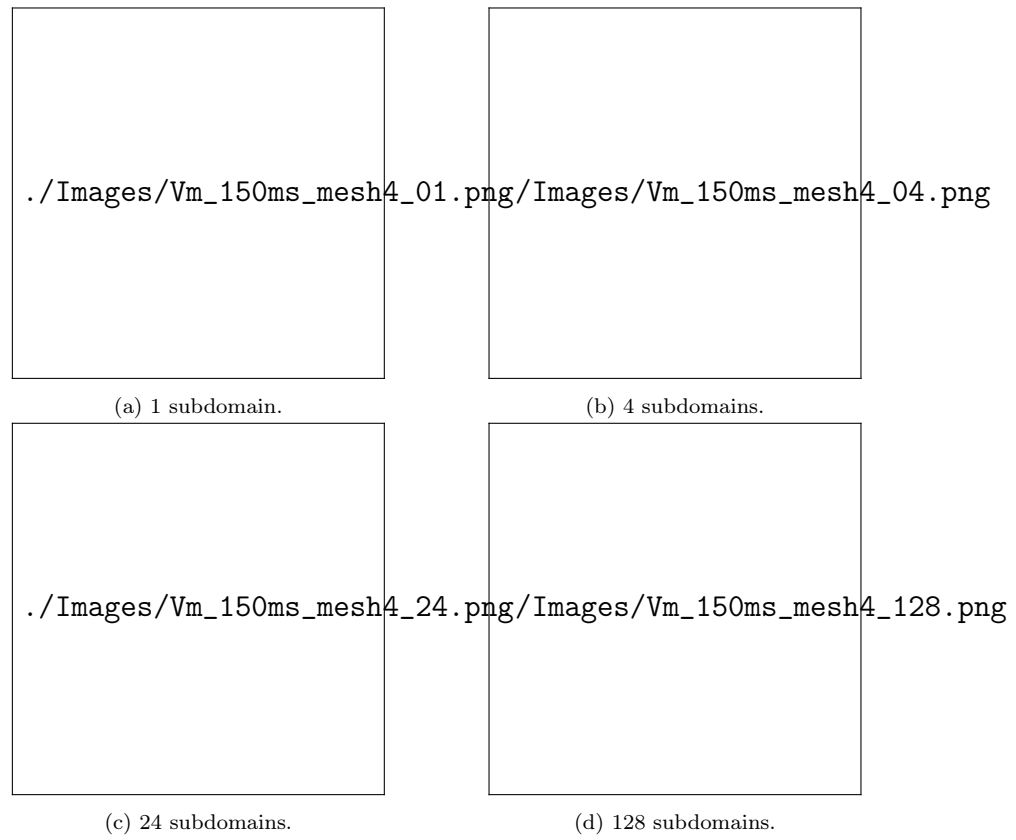 ./Images/Vm_150ms_mesh4_01.png/Images/Vm_150ms_mesh4_04.png
(a) 1 subdomain.
(b) 4 subdomains.
./Images/Vm_150ms_mesh4_24.png/Images/Vm_150ms_mesh4_128.png
(c) 24 subdomains.
(d) 128 subdomains.